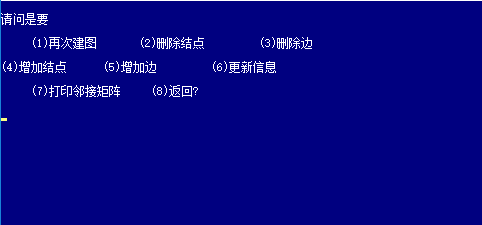 请问是要
(1)再次建图 (2)删除结点 (3)删除边
(4)增加结点 (5)增加边 (6)更新信息
(7)打印邻接矩阵 (8)返回?